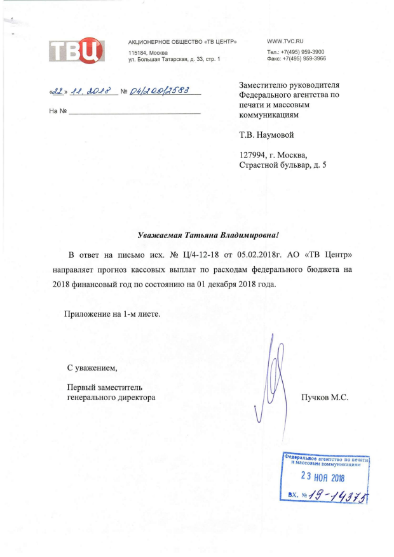 ТВЦ
АКЦИОНЕРНОЕ ОБЩЕСТВО «ТВ ЦЕНТР»
115184, Москва
ул. Большая Татарская, д. 33, стр. 1
WWW.TVC.RU
Тел.: +7(495) 959-3900
Факс: +7(495) 959-3966
«22» 11. 2018 № 04/200/2583
На №
Заместителю руководителя
Федерального агентства по
печати и массовым
коммуникациям
Т.В. Наумовой
127994, г. Москва,
Страстной бульвар, д. 5
Уважаемая Татьяна Владимировна!
В ответ на письмо исх. № Ц/4-12-18 от 05.02.2018г. АО «ТВ Центр»
направляет прогноз кассовых выплат по расходам федерального бюджета на
2018 финансовый год по состоянию на 01 декабря 2018 года.
Приложение на 1-м листе.
С уважением,
Первый заместитель
генерального директора
Пучков М.С.
Федеральное агентство по печати
и массовым коммуникациям
23 НОЯ 2018
ВХ. № 19-14375